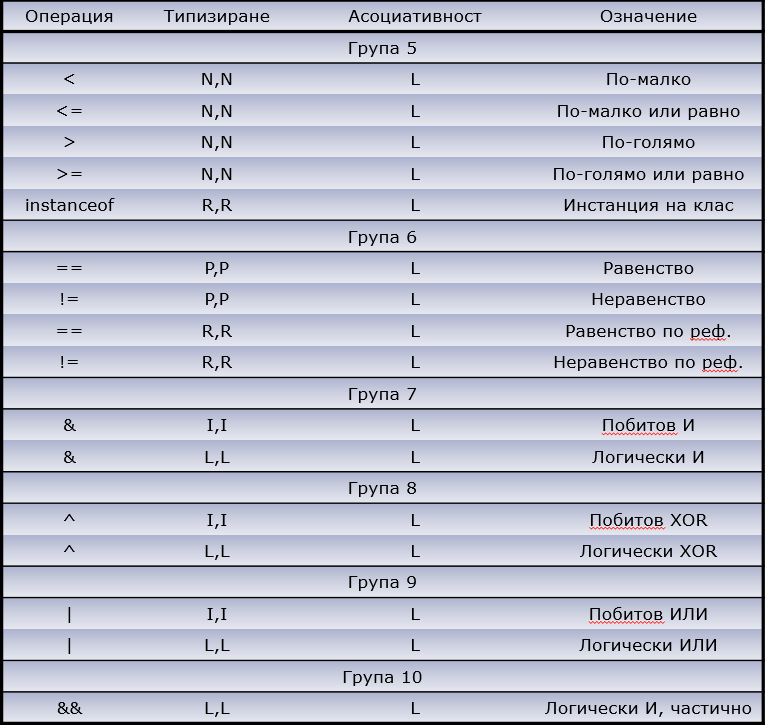 Операция Типизиране Асоциативност Означение
Група 5
< N,N L По-малко
<= N,N L По-малко или равно
> N,N L По-голямо
>= N,N L По-голямо или равно
instanceof R,R L Инстанция на клас
Група 6
== P,P L Равенство
!= P,P L Неравенство
== R,R L Равенство по реф.
!= R,R L Неравенство по реф.
Група 7
& I,I L Побитов И
& L,L L Логически И
Група 8
^ I,I L Побитов XOR
^ L,L L Логически XOR
Група 9
| I,I L Побитов ИЛИ
| L,L L Логически ИЛИ
Група 10
&& L,L L Логически И, частично